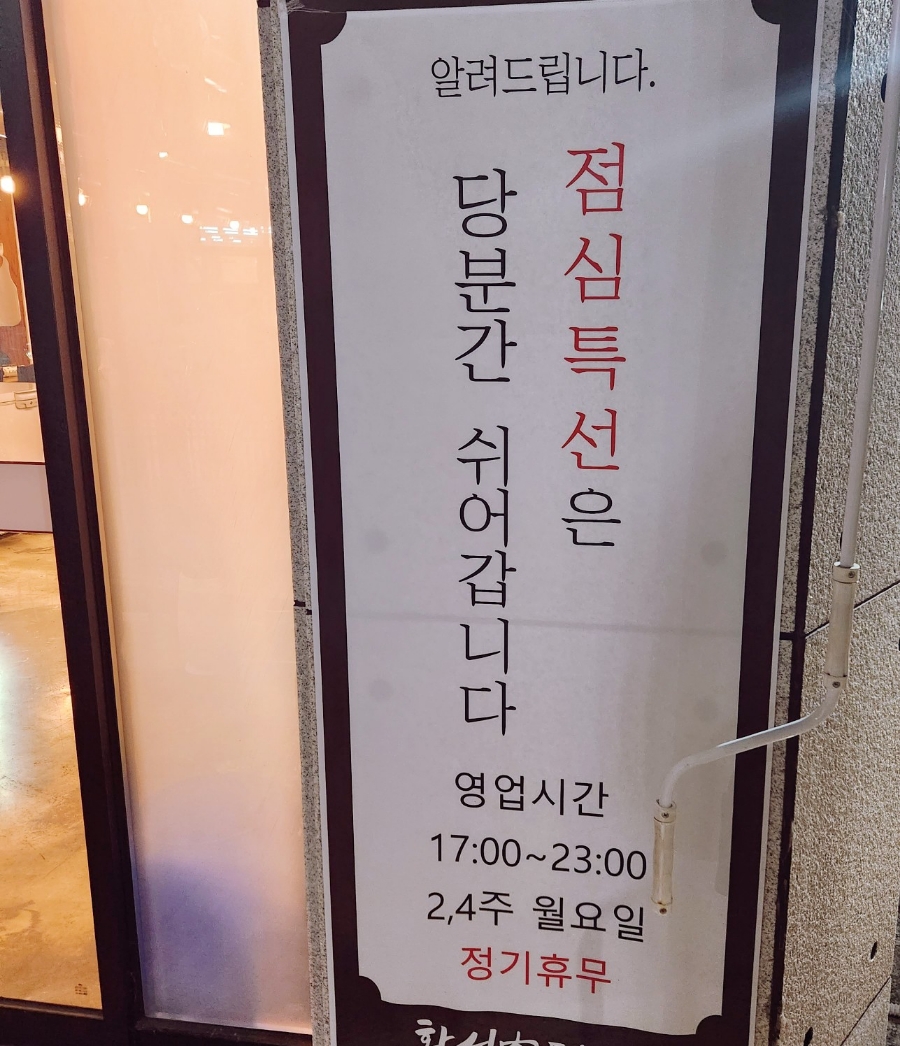 알려드립니다.
점심특선은
당분간 쉬어갑니다
영업시간
17:00~23:00
2,4주 월요일
정기휴무